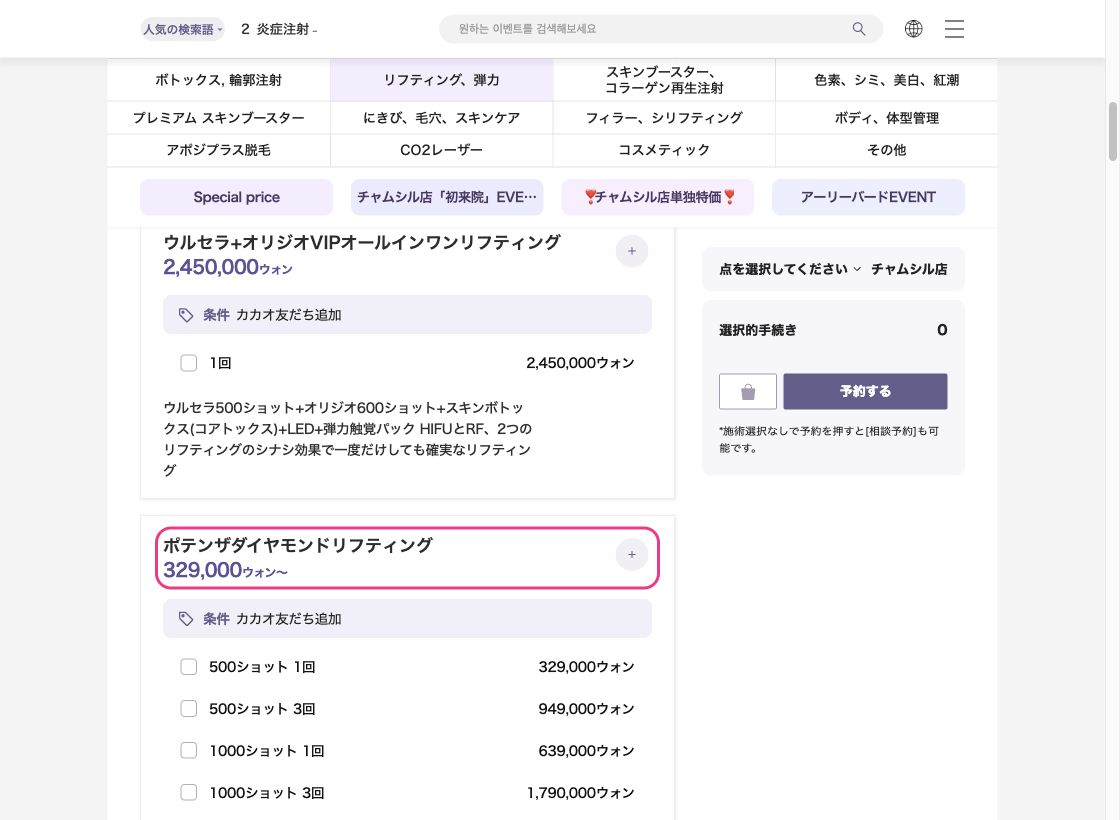 人気の検索語
2 炎症注射 -
원하는 이벤트를 검색해보세요
ボトックス, 輪郭注射
リフティング、弾力
スキンブースター、
コラーゲン再生注射
色素、シミ、美白、紅潮
プレミアム スキンブースター
にきび、毛穴、スキンケア
フィラー、シリフティング
ボディ、体型管理
アポジプラス脱毛
CO2レーザー
コスメティック
その他
Special price
チャムシル店「初来院」EVE…
❣️チャムシル店単独特価❣️
アーリーバードEVENT
ウルセラ+オリジオVIPオールインワンリフティング
2,450,000ウォン
+
条件 カカオ友だち追加
1回 2,450,000ウォン
ウルセラ500ショット+オリジオ600ショット+スキンボトッ
クス(コアトックス)+LED+弾力触覚パック HIFUとRF、2つの
リフティングのシナシ効果で一度だけしても確実なリフティン
グ
点を選択してください チャムシル店
選択的手続き 0
予約する
*施術選択なしで予約を押すと[相談予約]も可
能です。
ポテンザダイヤモンドリフティング
329,000ウォン〜
+
条件 カカオ友だち追加
500ショット 1回 329,000ウォン
500ショット 3回 949,000ウォン
1000ショット 1回 639,000ウォン
1000ショット 3回 1,790,000ウォン